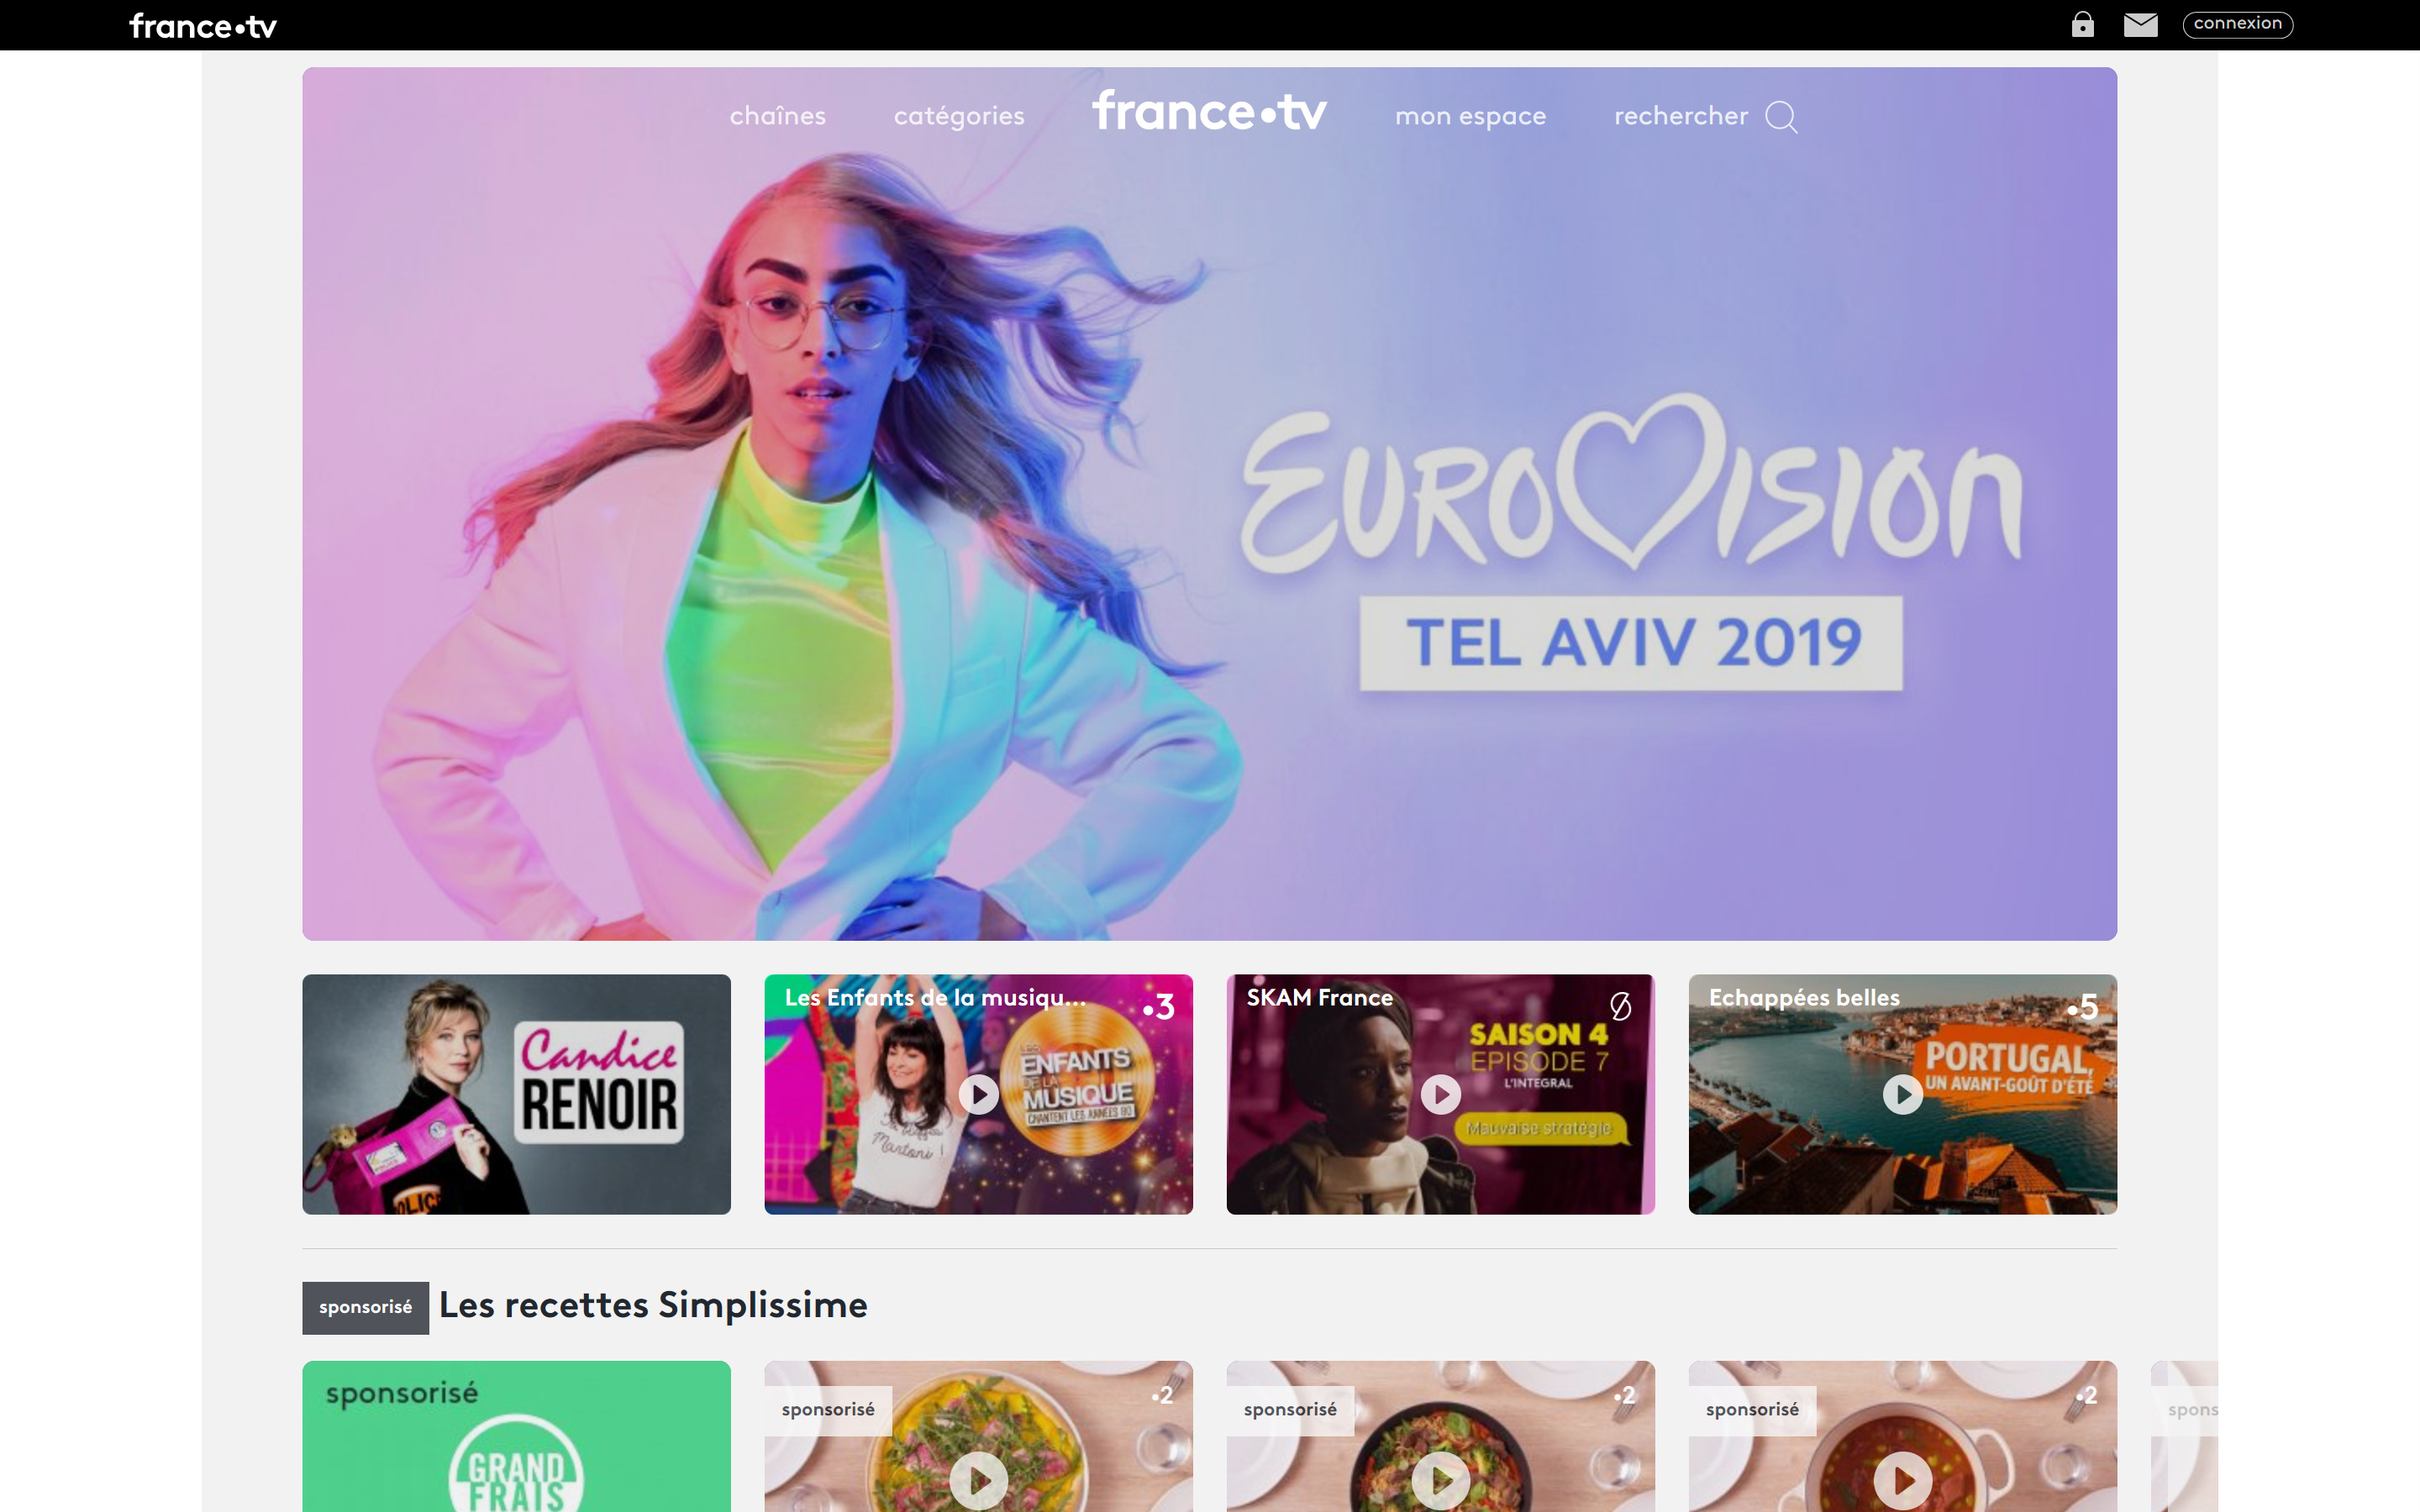 france•tv
connexion
chaînes
catégories
france•tv
mon espace
rechercher
EUROVISION
TEL AVIV 2019
Candice
RENOIR
POLICE
Les Enfants de la musiqu...
•3
LES
ENFANTS
DE LA
MUSIQUE
CHANTENT LES ANNÉES 80
SKAM France
SAISON 4
EPISODE 7
L'INTEGRAL
Mauvaise stratégie
Echappées belles
•5
PORTUGAL,
UN AVANT-GOÛT D'ÉTÉ
sponsorisé
Les recettes Simplissime
sponsorisé
GRAND
FRAIS
sponsorisé
•2
sponsorisé
•2
sponsorisé
•2
spons